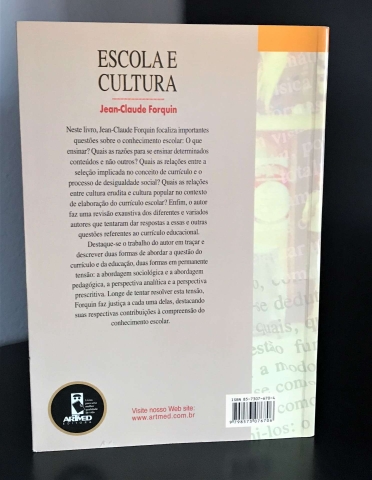 ESCOLA E
CULTURA
Jean-Claude Forquin
Neste livro, Jean-Claude Forquin focaliza importantes
questões sobre o conhecimento escolar: O que
ensinar? Quais as razões para se ensinar determinados
conteúdos e não outros? Quais as relações entre a
seleção implicada no conceito de currículo e o
processo de desigualdade social? Quais as relações
entre cultura erudita e cultura popular no contexto
de elaboração do currículo escolar? Enfim, o autor
faz uma revisão exaustiva dos diferentes e variados
autores que tentaram dar respostas a essas e outras
questões referentes ao currículo educacional.
Destaque-se o trabalho do autor em traçar e
descrever duas formas de abordar a questão do
currículo e da educação, duas formas em permanente
tensão: a abordagem sociológica e a abordagem
pedagógica, a perspectiva analítica e a perspectiva
prescritiva. Longe de tentar resolver esta tensão,
Forquin faz justiça a cada uma delas, destacando
suas respectivas contribuições à compreensão do
conhecimento escolar.
ARTMED
EDITORA
Visite nosso Web site:
www.artmed.com.br